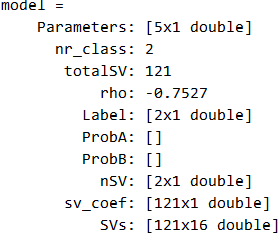 model =
Parameters: [5x1 double]
nr_class: 2
totalSV: 121
rho: -0.7527
Label: [2x1 double]
ProbA: []
ProbB: []
nSV: [2x1 double]
sv_coef: [121x1 double]
SVs: [121x16 double]